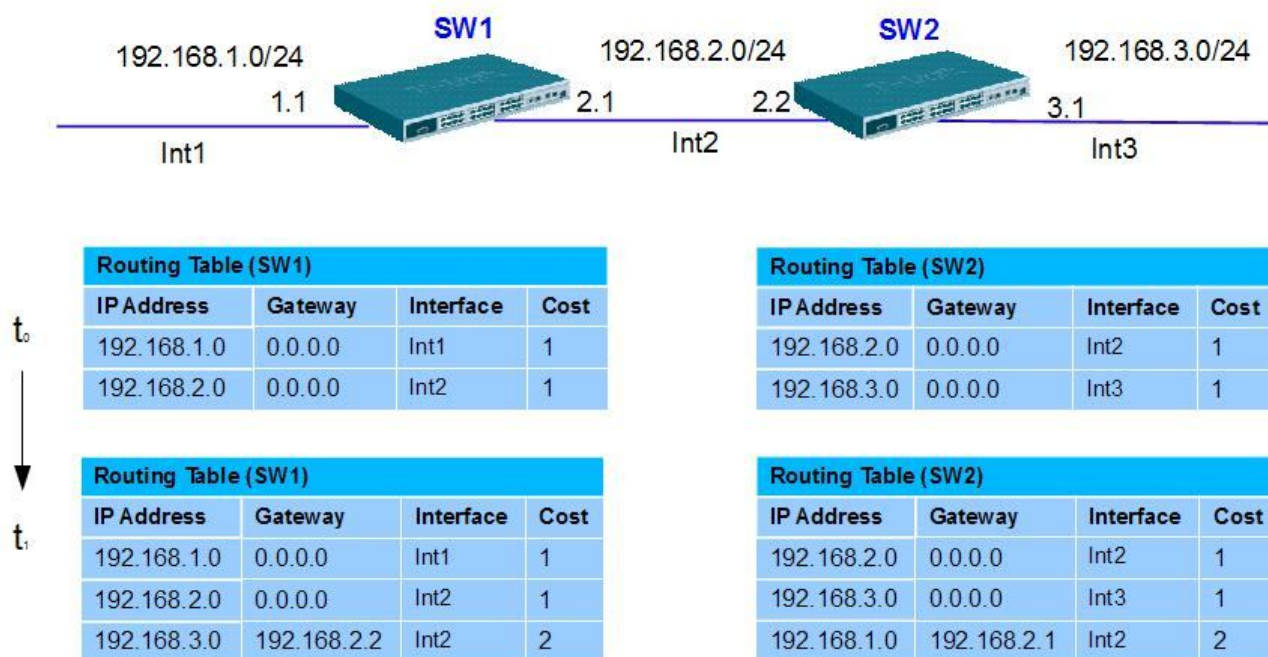 SW1
SW2
192.168.1.0/24
192.168.2.0/24
192.168.3.0/24
1.1
2.1
2.2
3.1
Int1
Int2
Int3
t₀
Routing Table (SW1)
IP Address Gateway Interface Cost
192.168.1.0 0.0.0.0 Int1 1
192.168.2.0 0.0.0.0 Int2 1
Routing Table (SW2)
IP Address Gateway Interface Cost
192.168.2.0 0.0.0.0 Int2 1
192.168.3.0 0.0.0.0 Int3 1
t₁
Routing Table (SW1)
IP Address Gateway Interface Cost
192.168.1.0 0.0.0.0 Int1 1
192.168.2.0 0.0.0.0 Int2 1
192.168.3.0 192.168.2.2 Int2 2
Routing Table (SW2)
IP Address Gateway Interface Cost
192.168.2.0 0.0.0.0 Int2 1
192.168.3.0 0.0.0.0 Int3 1
192.168.1.0 192.168.2.1 Int2 2